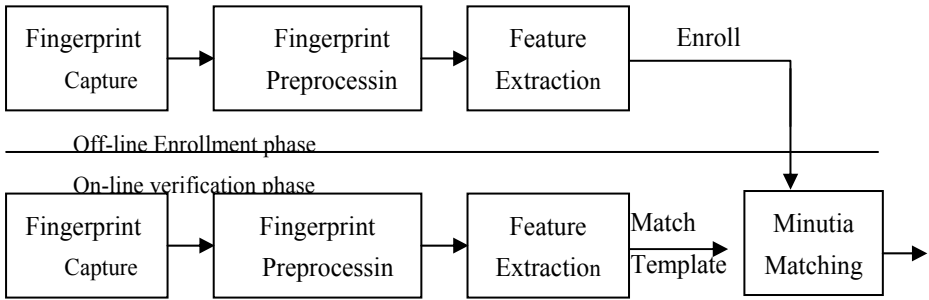 Fingerprint
Capture
Fingerprint
Preprocessin
Feature
Extraction
Enroll
Off-line Enrollment phase
On-line verification phase
Fingerprint
Capture
Fingerprint
Preprocessin
Feature
Extraction
Match
Template
Minutia
Matching